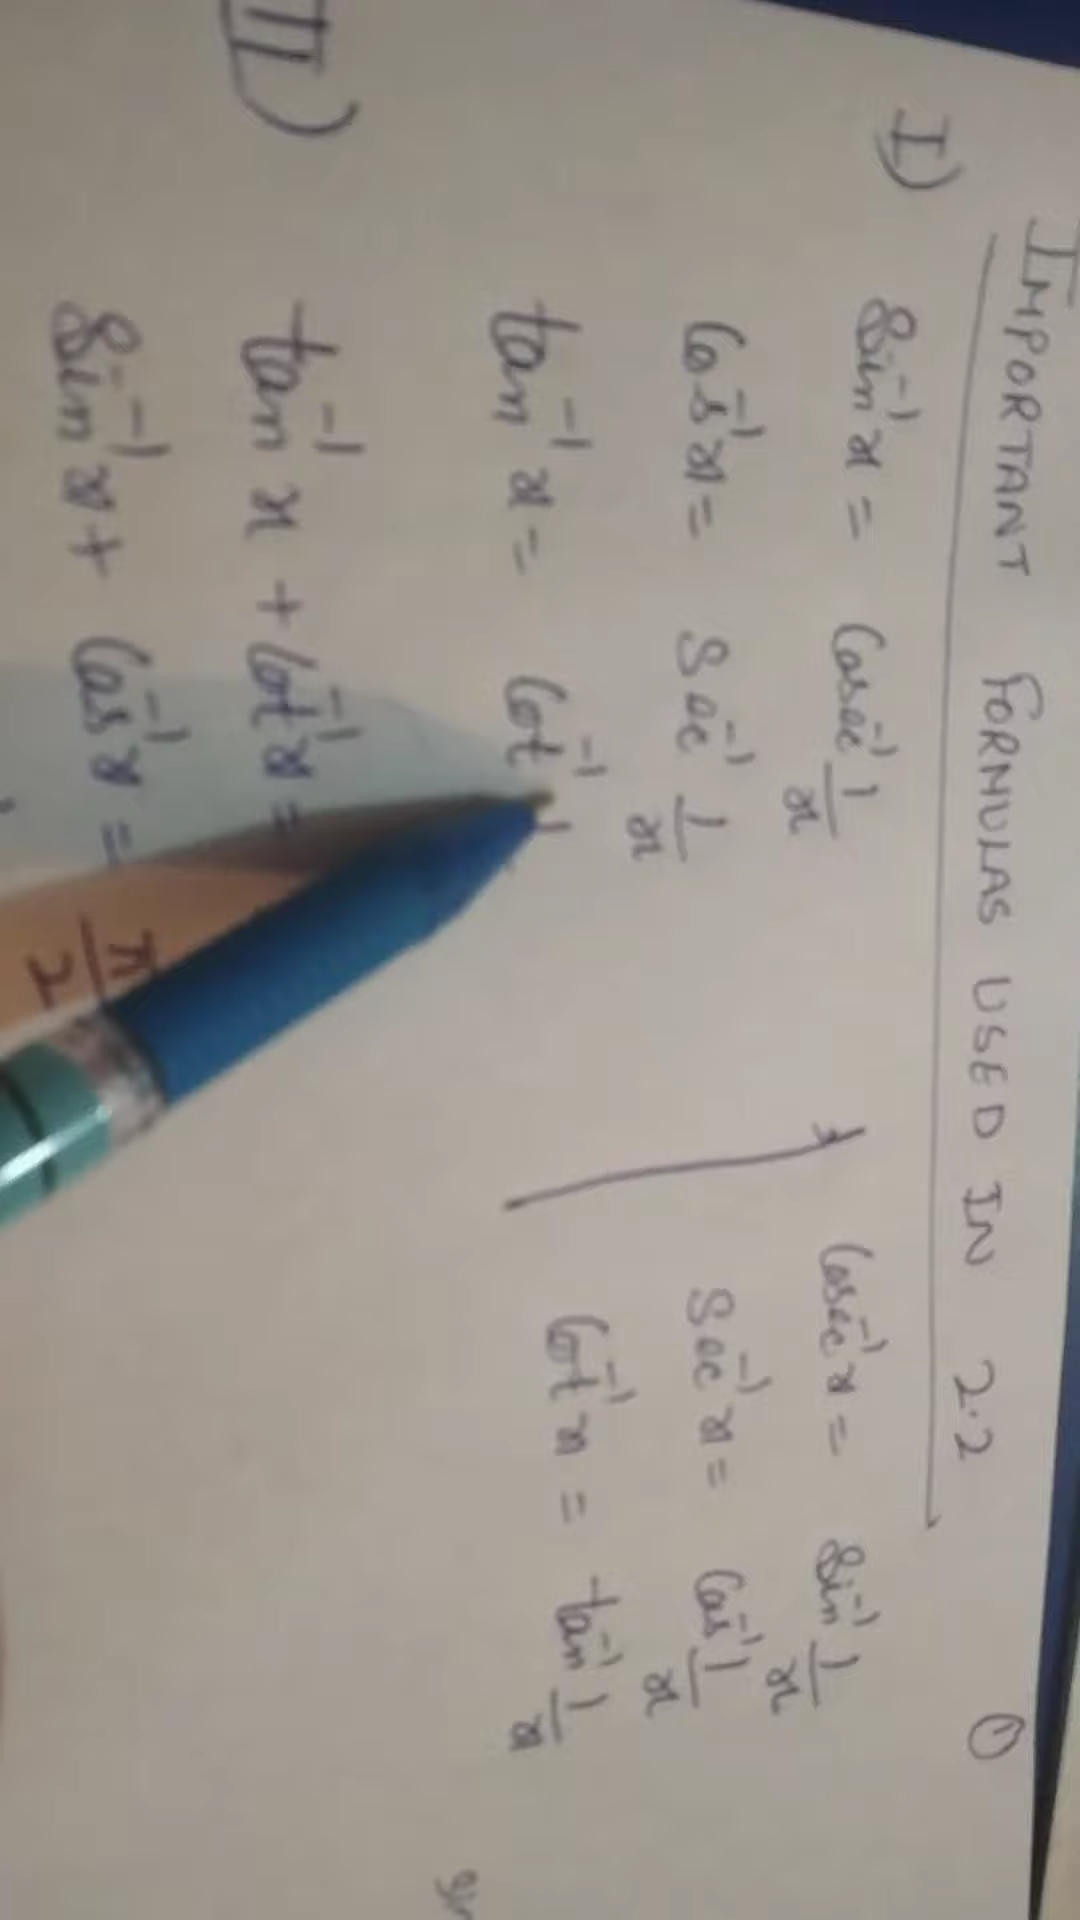 IMPORTANT FORMULAS USED IN 2.2 ①
I) Sin⁻¹x = Cosec⁻¹ 1/x Cosec⁻¹x = Sin⁻¹ 1/x
Cos⁻¹x = Sec⁻¹ 1/x Sec⁻¹x = Cos⁻¹ 1/x
tan⁻¹x = Cot⁻¹ 1 Cot⁻¹x = tan⁻¹ 1/x
II) tan⁻¹x + Cot⁻¹x =
Sin⁻¹x + Cos⁻¹x = π/2